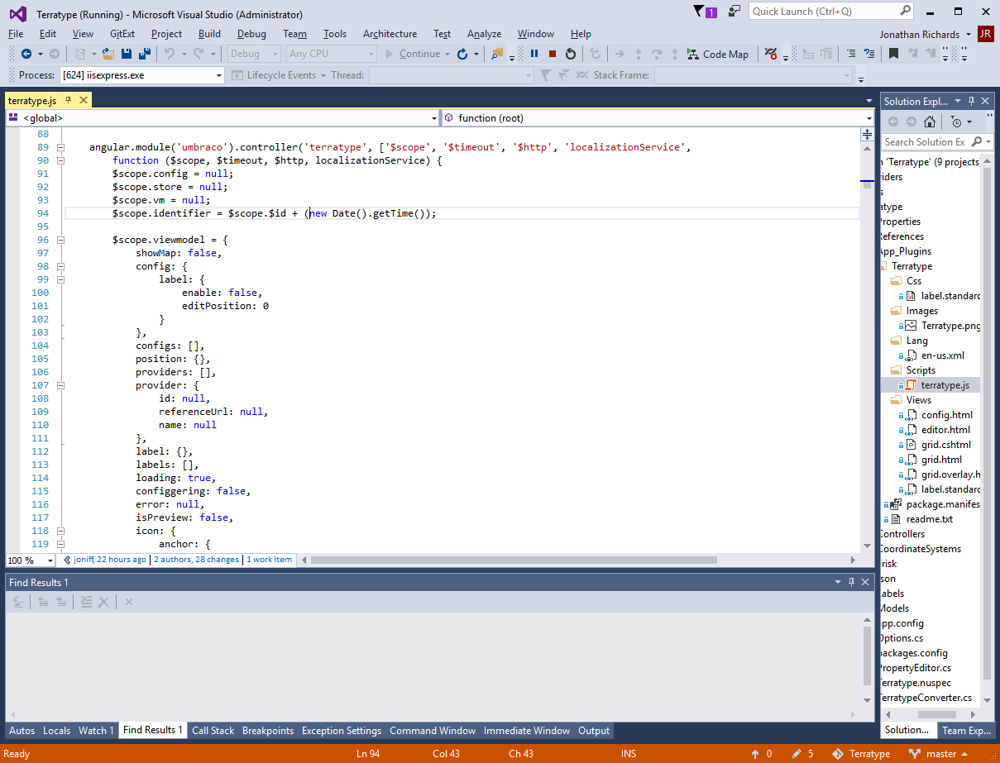 Terratype (Running) - Microsoft Visual Studio (Administrator)
1
Quick Launch (Ctrl+Q)
File Edit View GitExt Project Build Debug Team Tools Architecture Test Analyze Window Help
Jonathan Richards JR
Debug Any CPU Continue Code Map
Process: [624] iisexpress.exe Lifecycle Events Thread: Stack Frame:
terratype.js
<global> function (root)
88
89 angular.module('umbraco').controller('terratype', ['$scope', '$timeout', '$http', 'localizationService',
90 function ($scope, $timeout, $http, localizationService) {
91 $scope.config = null;
92 $scope.store = null;
93 $scope.vm = null;
94 $scope.identifier = $scope.$id + (new Date().getTime());
95
96 $scope.viewmodel = {
97 showMap: false,
98 config: {
99 label: {
100 enable: false,
101 editPosition: 0
102 }
103 },
104 configs: [],
105 position: {},
106 providers: [],
107 provider: {
108 id: null,
109 referenceUrl: null,
110 name: null
111 },
112 label: {},
113 labels: [],
114 loading: true,
115 configgering: false,
116 error: null,
117 isPreview: false,
118 icon: {
119 anchor: {
100 % joniff, 22 hours ago | 2 authors, 28 changes | 1 work item
Solution Expl...
Search Solution Ex
n 'Terratype' (9 projects)
riders
s
atype
Properties
References
App_Plugins
Terratype
Css
label.standard
Images
Terratype.png
Lang
en-us.xml
Scripts
terratype.js
Views
config.html
editor.html
grid.cshtml
grid.html
grid.overlay.h
label.standard
package.manifes
readme.txt
Controllers
CoordinateSystems
Frisk
Json
Labels
Models
app.config
Options.cs
packages.config
PropertyEditor.cs
Terratype.nuspec
TerratypeConverter.cs
Solution... Team Exp...
Find Results 1
Autos Locals Watch 1 Find Results 1 Call Stack Breakpoints Exception Settings Command Window Immediate Window Output
Ready Ln 94 Col 43 Ch 43 INS 0 5 Terratype master